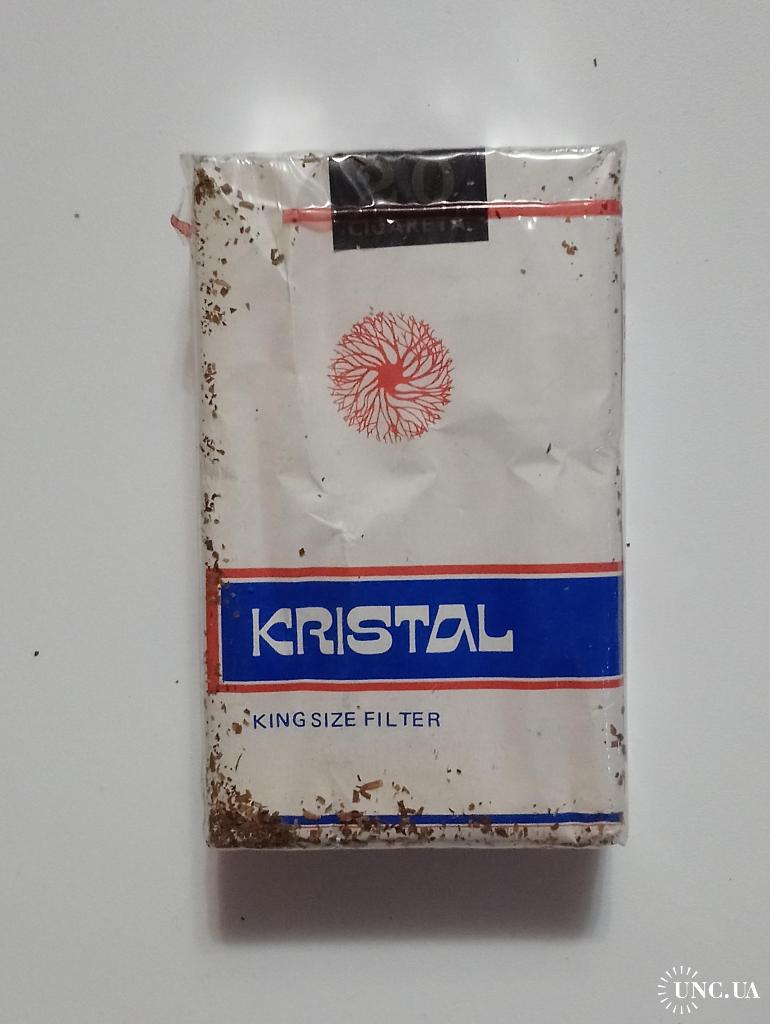 20
CIGARETA
KRISTAL
KING SIZE FILTER
UNC.UA